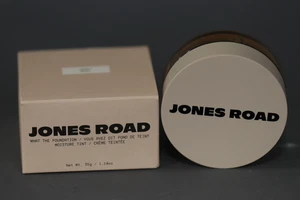 JONES ROAD
WHAT THE FOUNDATION / VOUS AVEZ DIT FOND DE TEINT
MOISTURE TINT / CRÈME TEINTÉE
JONES ROAD